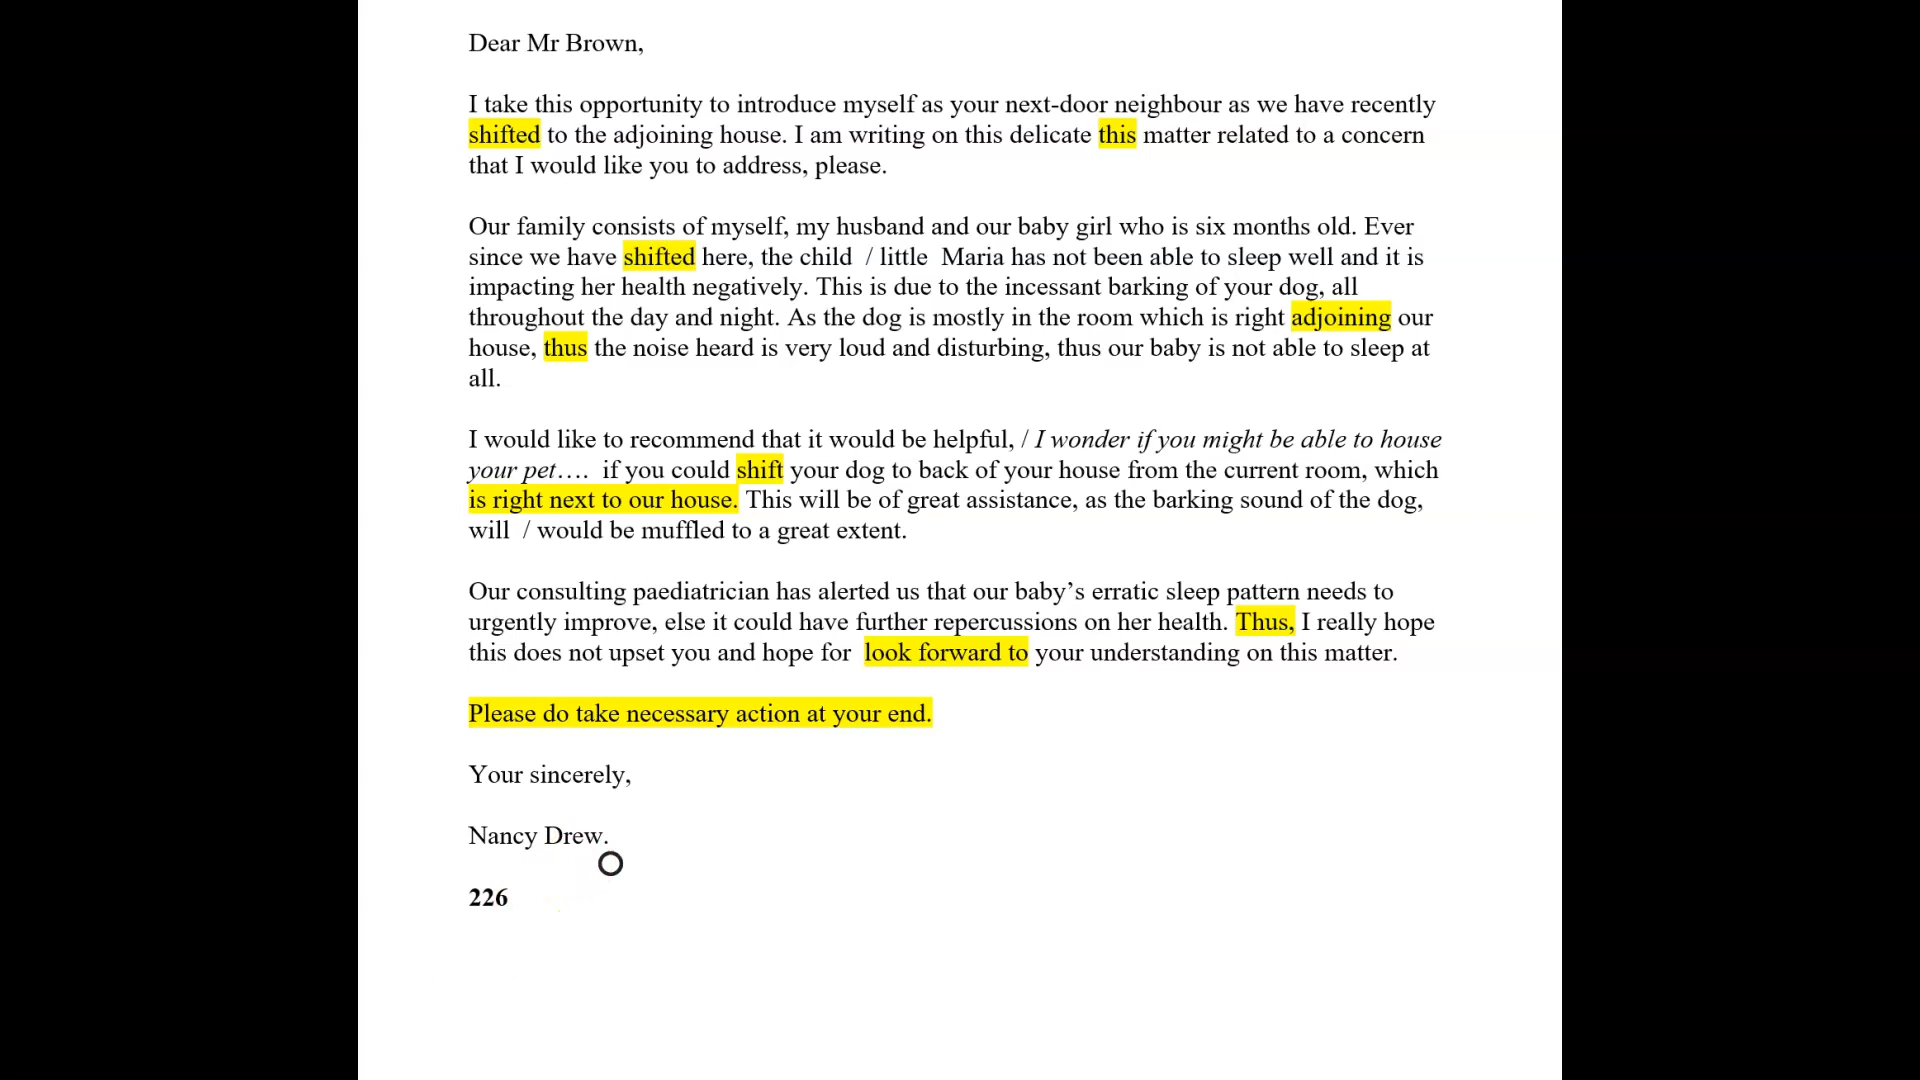 Dear Mr Brown,
I take this opportunity to introduce myself as your next-door neighbour as we have recently
shifted to the adjoining house. I am writing on this delicate this matter related to a concern
that I would like you to address, please.
Our family consists of myself, my husband and our baby girl who is six months old. Ever
since we have shifted here, the child / little Maria has not been able to sleep well and it is
impacting her health negatively. This is due to the incessant barking of your dog, all
throughout the day and night. As the dog is mostly in the room which is right adjoining our
house, thus the noise heard is very loud and disturbing, thus our baby is not able to sleep at
all.
I would like to recommend that it would be helpful, / I wonder if you might be able to house
your pet…. if you could shift your dog to back of your house from the current room, which
is right next to our house. This will be of great assistance, as the barking sound of the dog,
will / would be muffled to a great extent.
Our consulting paediatrician has alerted us that our baby’s erratic sleep pattern needs to
urgently improve, else it could have further repercussions on her health. Thus, I really hope
this does not upset you and hope for look forward to your understanding on this matter.
Please do take necessary action at your end.
Your sincerely,
Nancy Drew.
226